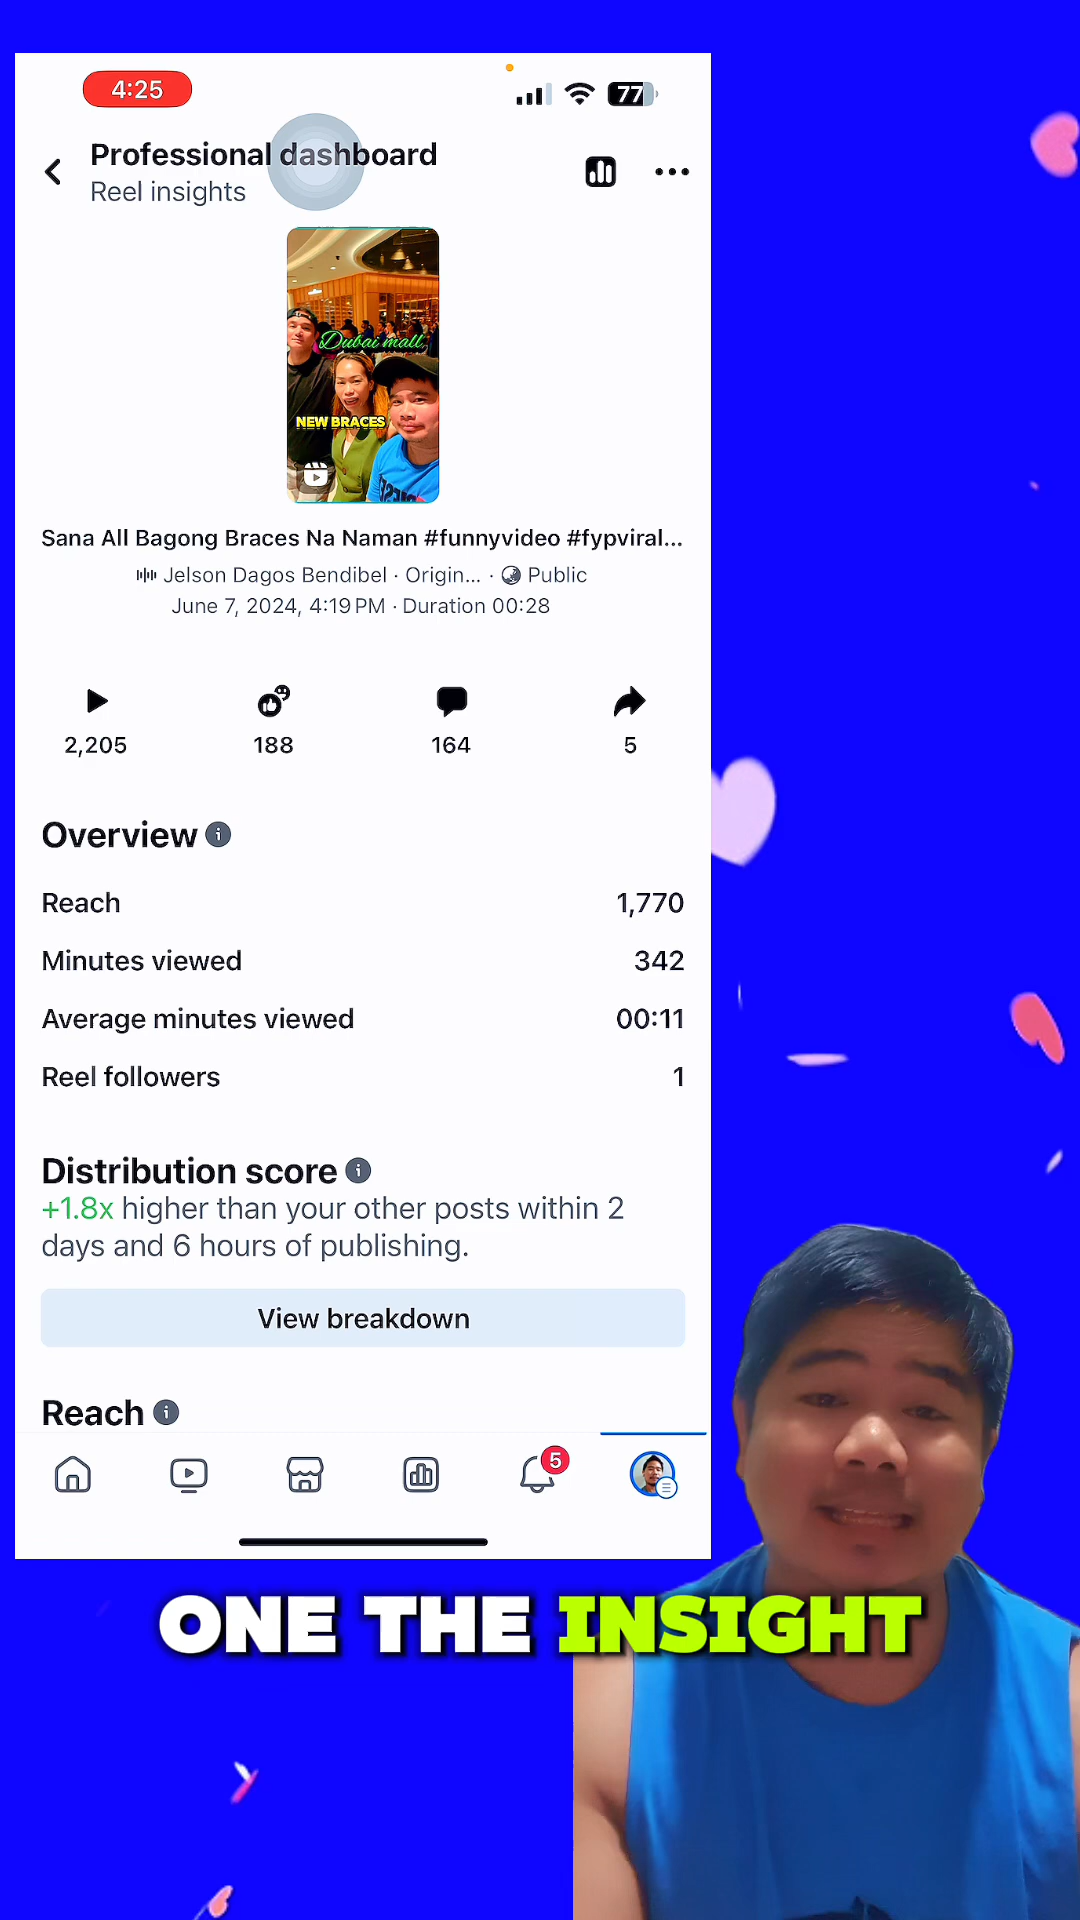 4:25
77
Professional dashboard
Reel insights
Dubai mall,
NEW BRACES
Sana All Bagong Braces Na Naman #funnyvideo #fypviral...
Jelson Dagos Bendibel · Origin... · Public
June 7, 2024, 4:19 PM · Duration 00:28
2,205 188 164 5
Overview
Reach 1,770
Minutes viewed 342
Average minutes viewed 00:11
Reel followers 1
Distribution score
+1.8x higher than your other posts within 2
days and 6 hours of publishing.
View breakdown
Reach
5
ONE THE INSIGHT